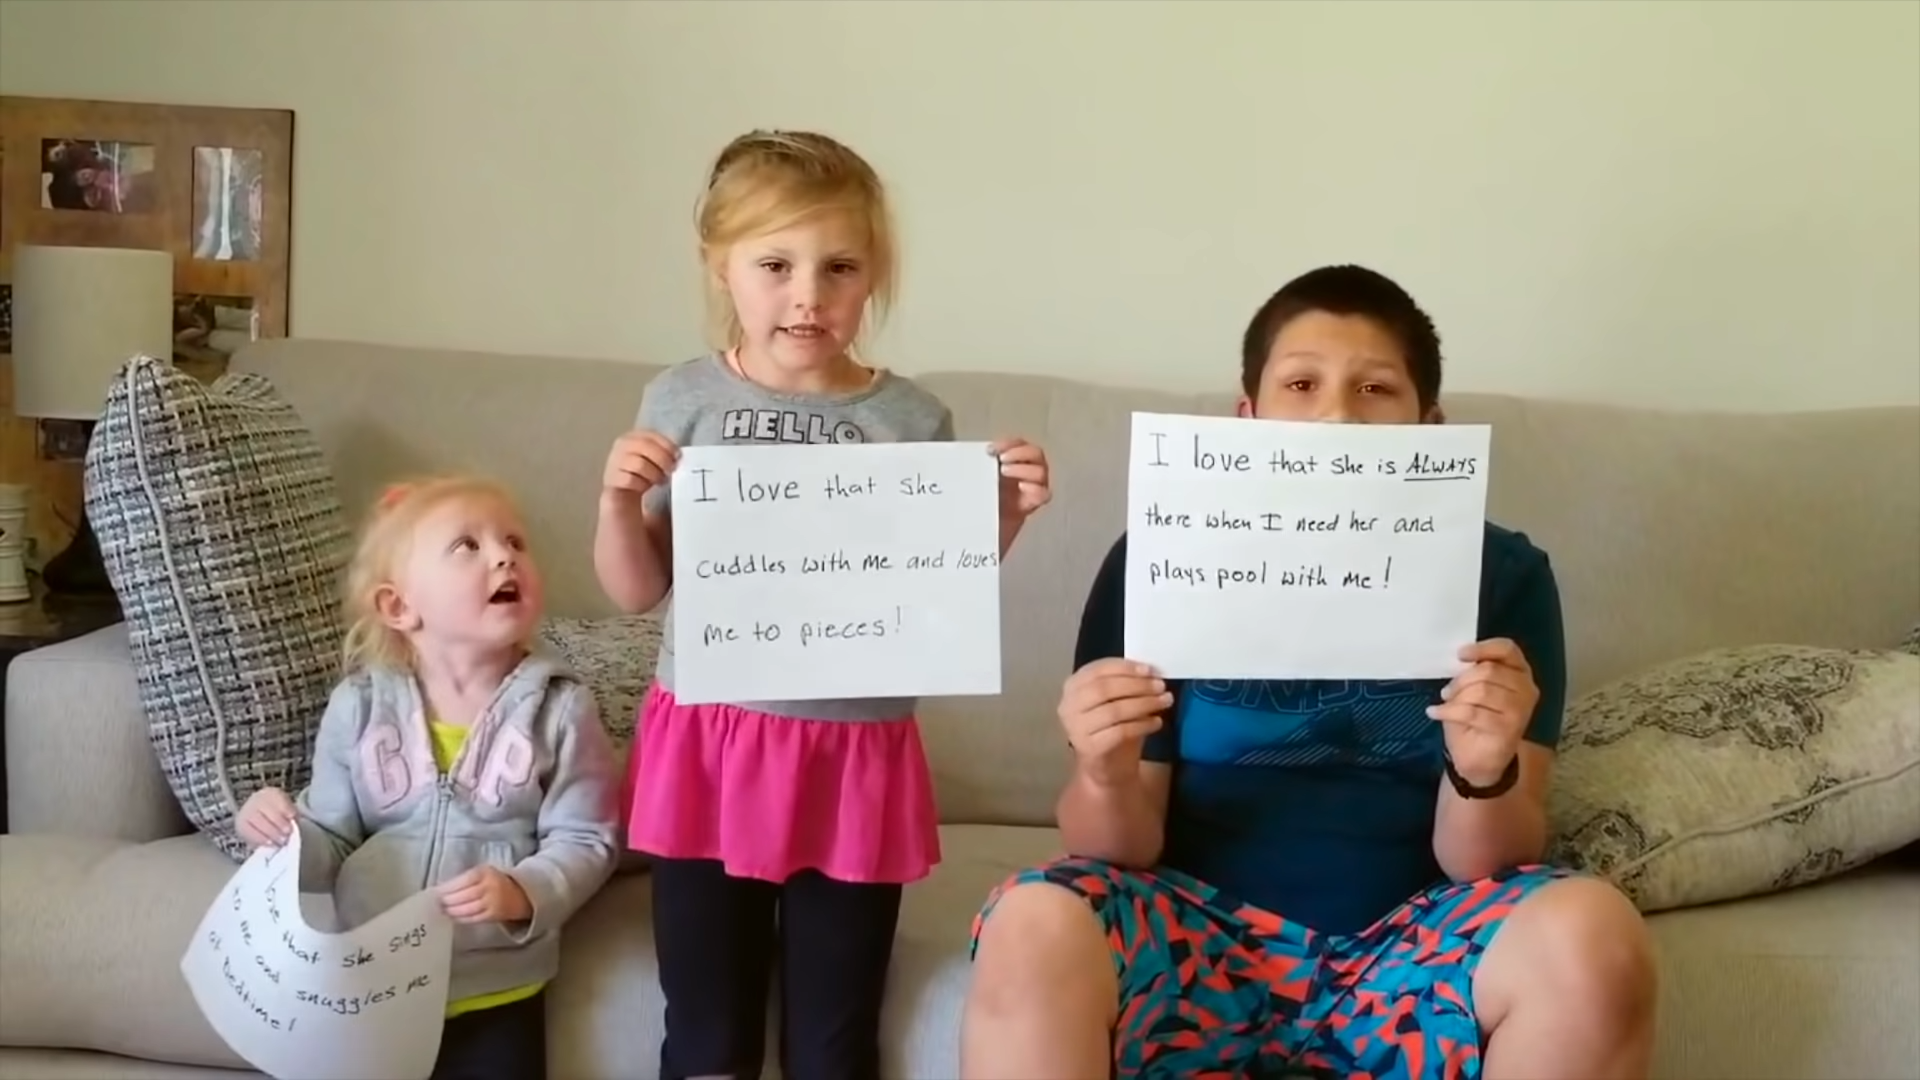 I love that she sings
to me and snuggles me
at bedtime!
GAP
HELLO
I love that she
cuddles with me and loves
me to pieces!
I love that she is ALWAYS
there when I need her and
plays pool with me!